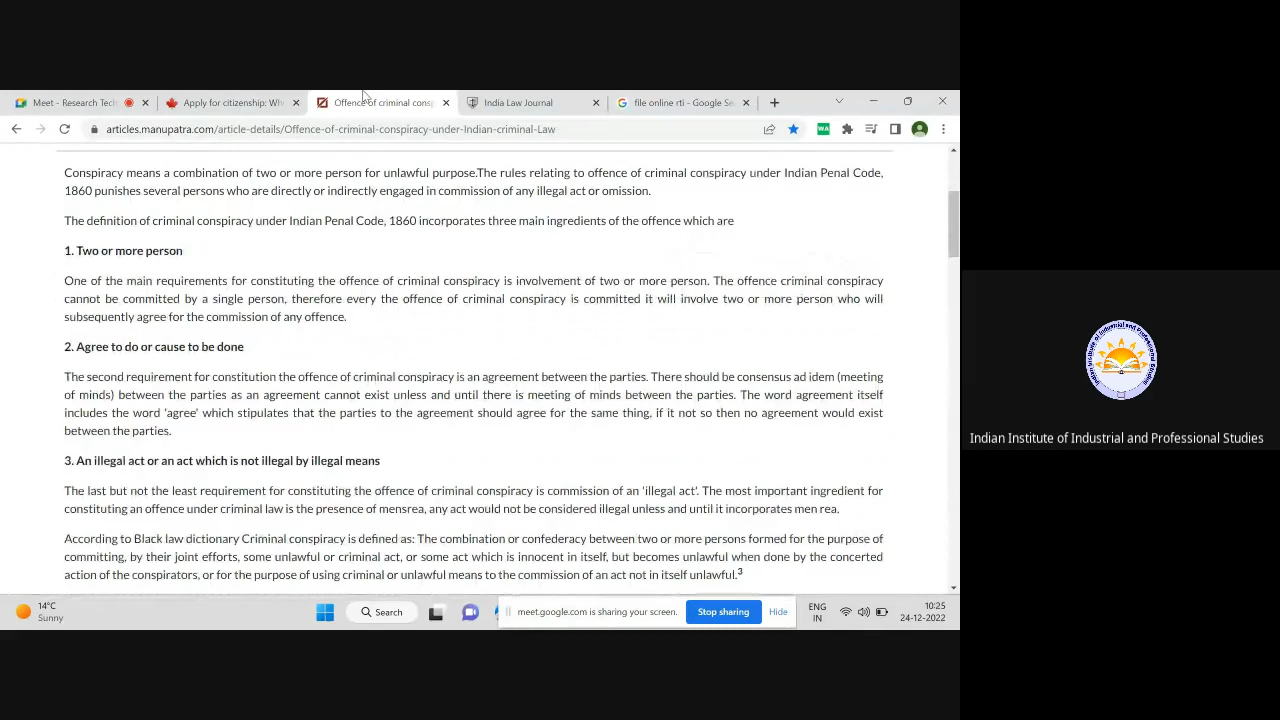 Meet - Research Tech
Apply for citizenship: Wh
Offence of criminal cons
India Law Journal
file online rti - Google Se
articles.manupatra.com/article-details/Offence-of-criminal-conspiracy-under-Indian-criminal-Law
WA
Conspiracy means a combination of two or more person for unlawful purpose.The rules relating to offence of criminal conspiracy under Indian Penal Code,
1860 punishes several persons who are directly or indirectly engaged in commission of any illegal act or omission.
The definition of criminal conspiracy under Indian Penal Code, 1860 incorporates three main ingredients of the offence which are
1. Two or more person
One of the main requirements for constituting the offence of criminal conspiracy is involvement of two or more person. The offence criminal conspiracy
cannot be committed by a single person, therefore every the offence of criminal conspiracy is committed it will involve two or more person who will
subsequently agree for the commission of any offence.
2. Agree to do or cause to be done
The second requirement for constitution the offence of criminal conspiracy is an agreement between the parties. There should be consensus ad idem (meeting
of minds) between the parties as an agreement cannot exist unless and until there is meeting of minds between the parties. The word agreement itself
includes the word 'agree' which stipulates that the parties to the agreement should agree for the same thing, if it not so then no agreement would exist
between the parties.
3. An illegal act or an act which is not illegal by illegal means
The last but not the least requirement for constituting the offence of criminal conspiracy is commission of an 'illegal act'. The most important ingredient for
constituting an offence under criminal law is the presence of mensrea, any act would not be considered illegal unless and until it incorporates men rea.
According to Black law dictionary Criminal conspiracy is defined as: The combination or confederacy between two or more persons formed for the purpose of
committing, by their joint efforts, some unlawful or criminal act, or some act which is innocent in itself, but becomes unlawful when done by the concerted
action of the conspirators, or for the purpose of using criminal or unlawful means to the commission of an act not in itself unlawful.3
14°C
Sunny
Search
meet.google.com is sharing your screen.
Stop sharing
Hide
ENG
IN
10:25
24-12-2022
Indian Institute of Industrial and Professional Studies